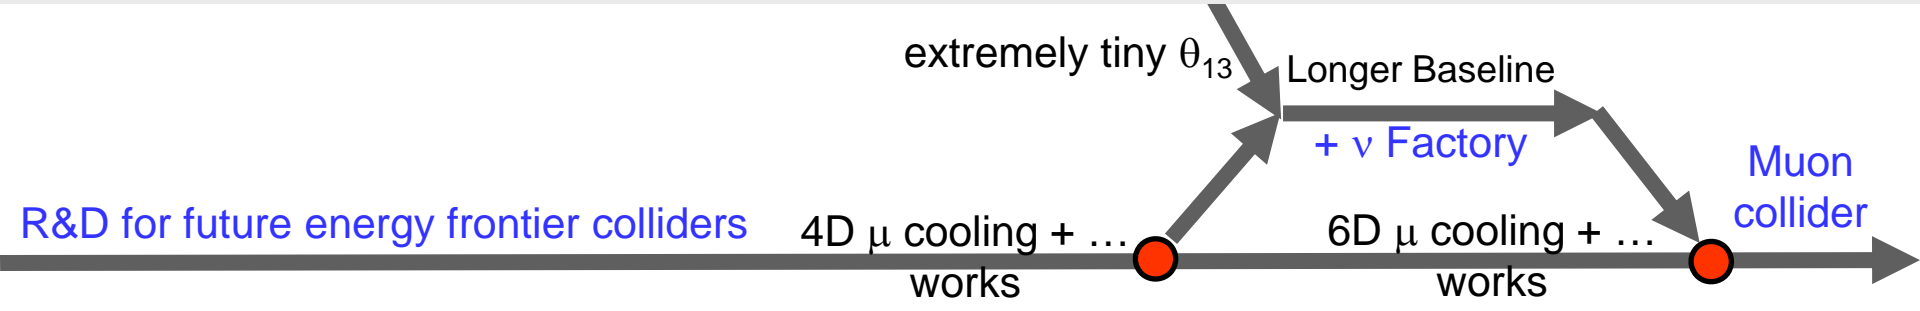 extremely tiny θ13
Longer Baseline
+ ν Factory
Muon
collider
R&D for future energy frontier colliders
4D μ cooling + …
works
6D μ cooling + …
works